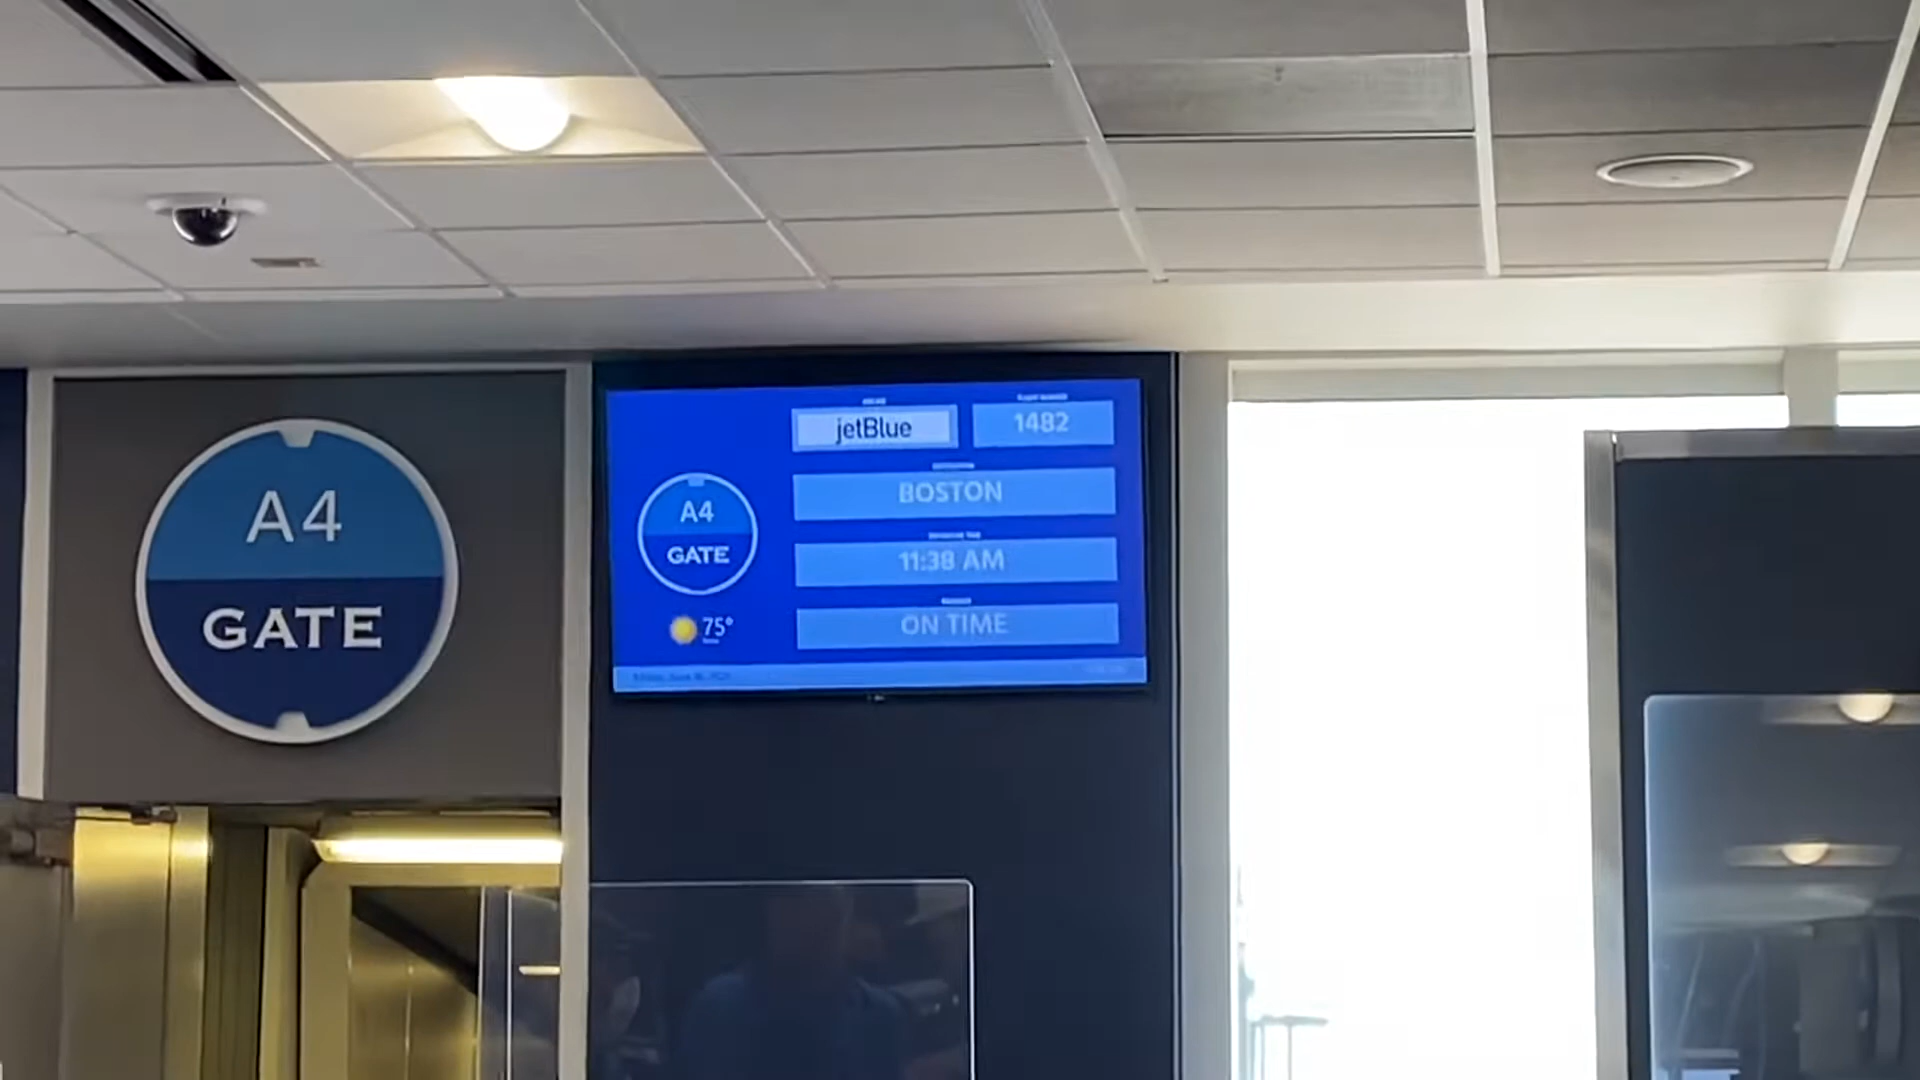 A4
GATE
jetBlue
1482
BOSTON
11:38 AM
ON TIME
A4
GATE
75°